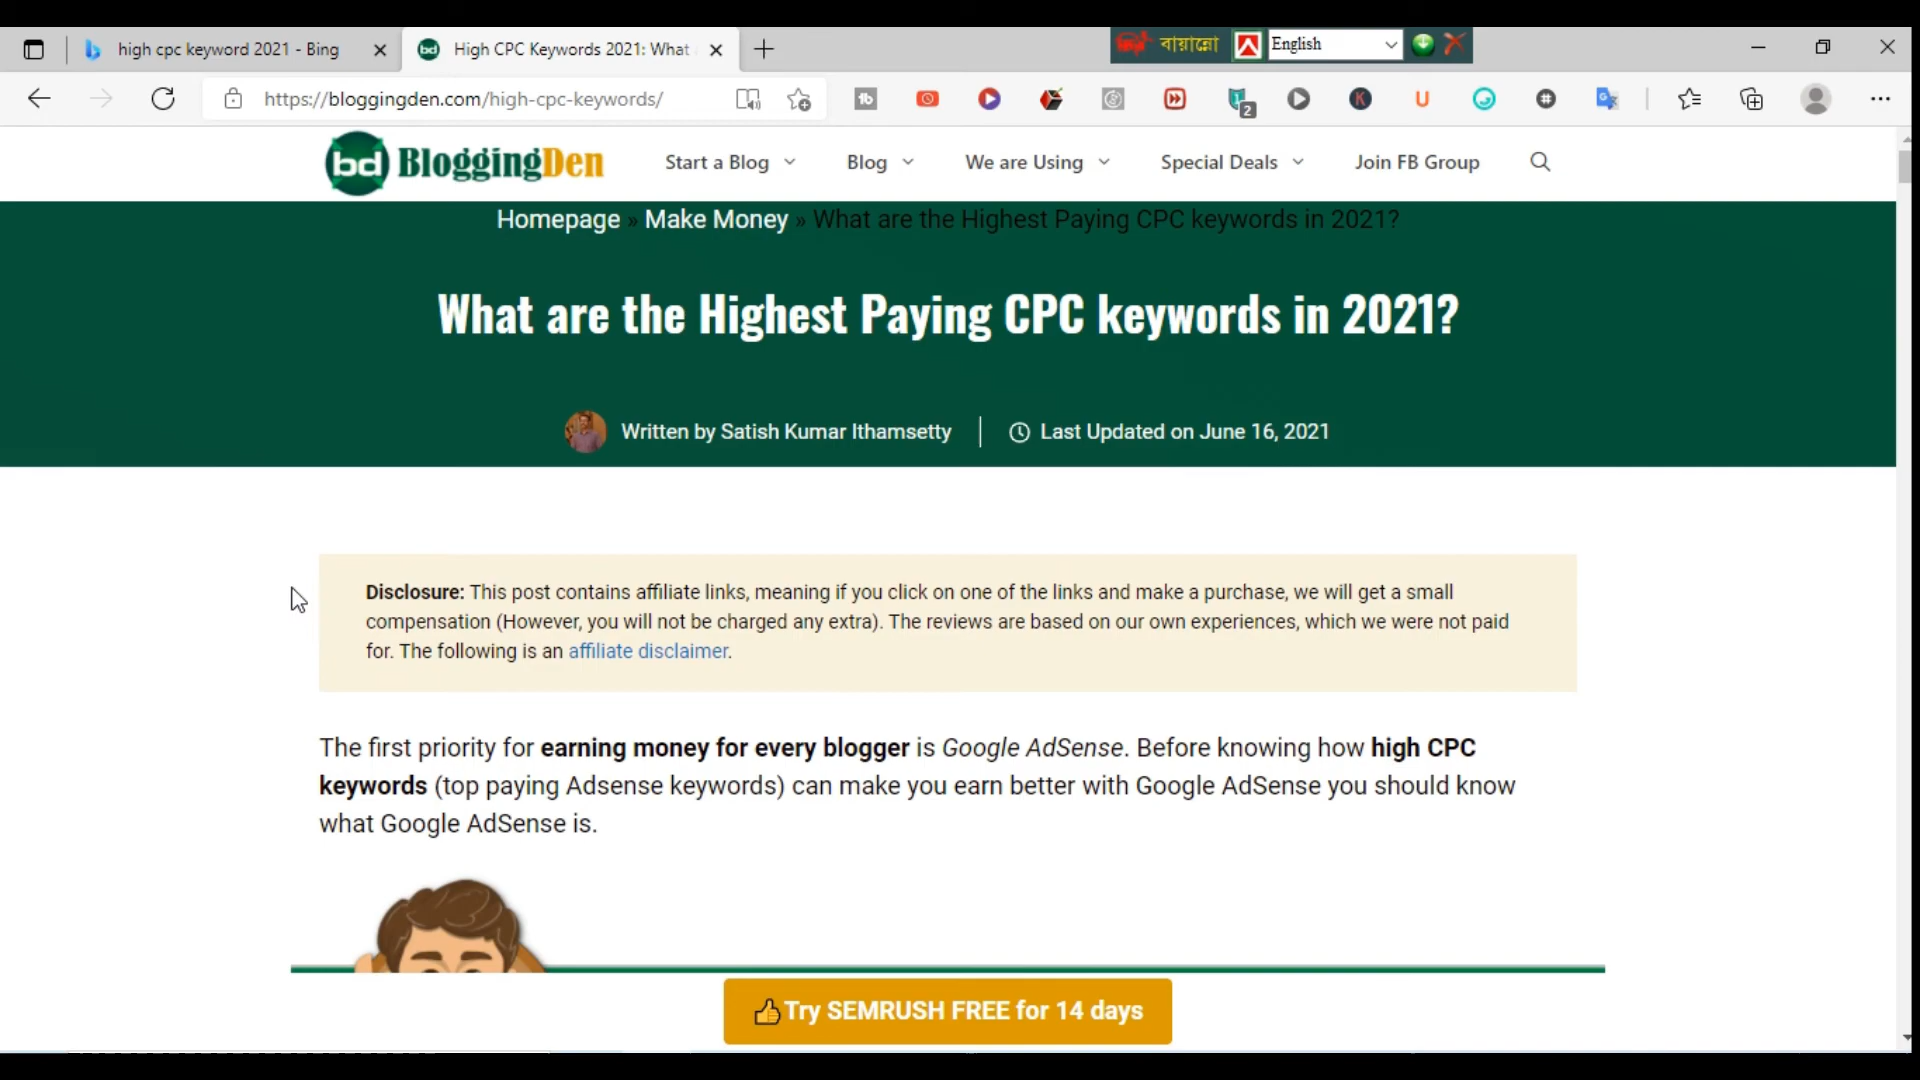 high cpc keyword 2021 - Bing
High CPC Keywords 2021: What
বায়ান্নো
English
https://bloggingden.com/high-cpc-keywords/
2
bd BloggingDen
Start a Blog
Blog
We are Using
Special Deals
Join FB Group
Homepage » Make Money » What are the Highest Paying CPC keywords in 2021?
What are the Highest Paying CPC keywords in 2021?
Written by Satish Kumar Ithamsetty
Last Updated on June 16, 2021
Disclosure: This post contains affiliate links, meaning if you click on one of the links and make a purchase, we will get a small
compensation (However, you will not be charged any extra). The reviews are based on our own experiences, which we were not paid
for. The following is an affiliate disclaimer.
The first priority for earning money for every blogger is Google AdSense. Before knowing how high CPC
keywords (top paying Adsense keywords) can make you earn better with Google AdSense you should know
what Google AdSense is.
Try SEMRUSH FREE for 14 days